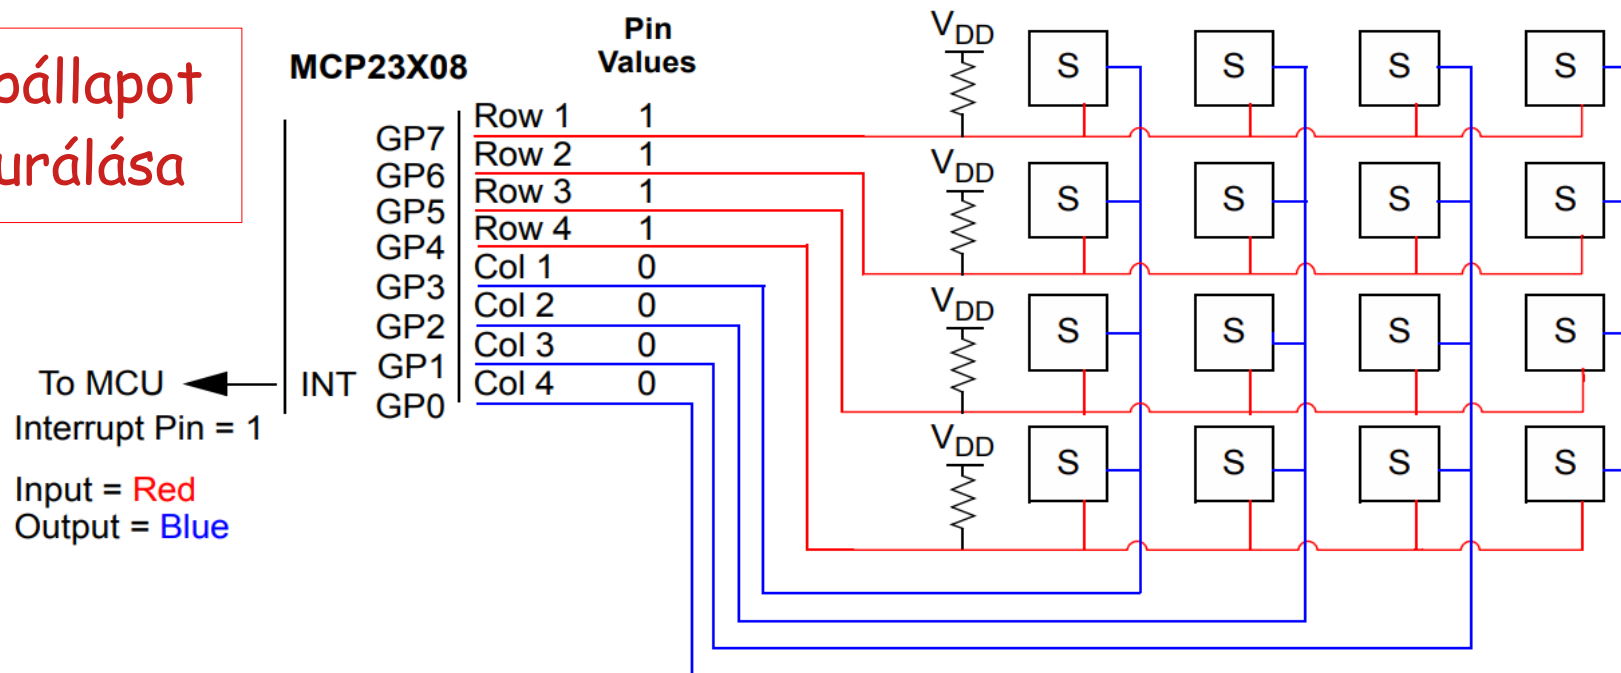 pállapot
urálása
MCP23X08
Pin
Values
GP7 Row 1 1
GP6 Row 2 1
GP5 Row 3 1
GP4 Row 4 1
GP3 Col 1 0
GP2 Col 2 0
GP1 Col 3 0
GP0 Col 4 0
INT
To MCU
Interrupt Pin = 1
Input = Red
Output = Blue
VDD
S S S S
VDD
S S S S
VDD
S S S S
VDD
S S S S